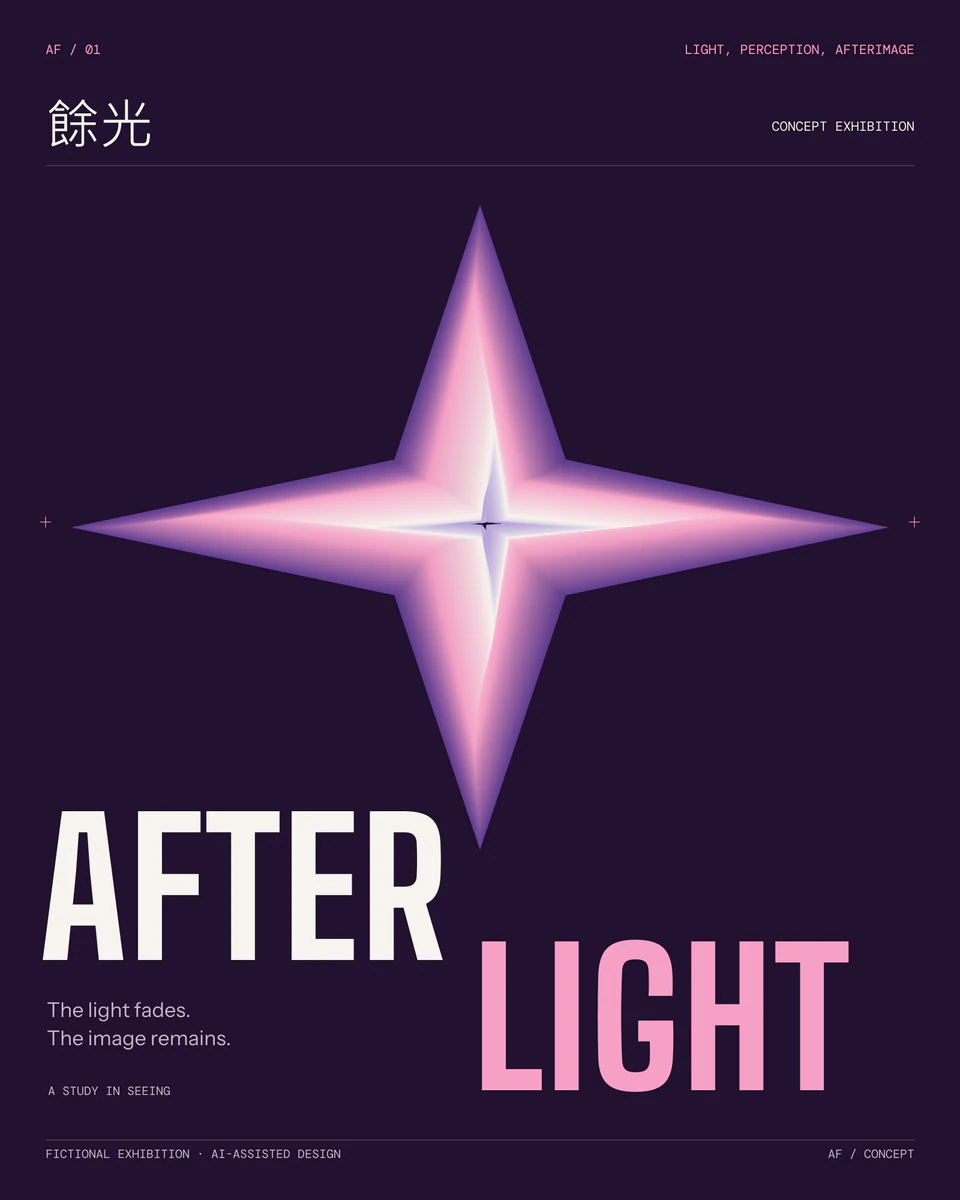 AF / 01
LIGHT, PERCEPTION, AFTERIMAGE
餘光
CONCEPT EXHIBITION
AFTER
LIGHT
The light fades.
The image remains.
A STUDY IN SEEING
FICTIONAL EXHIBITION · AI-ASSISTED DESIGN
AF / CONCEPT